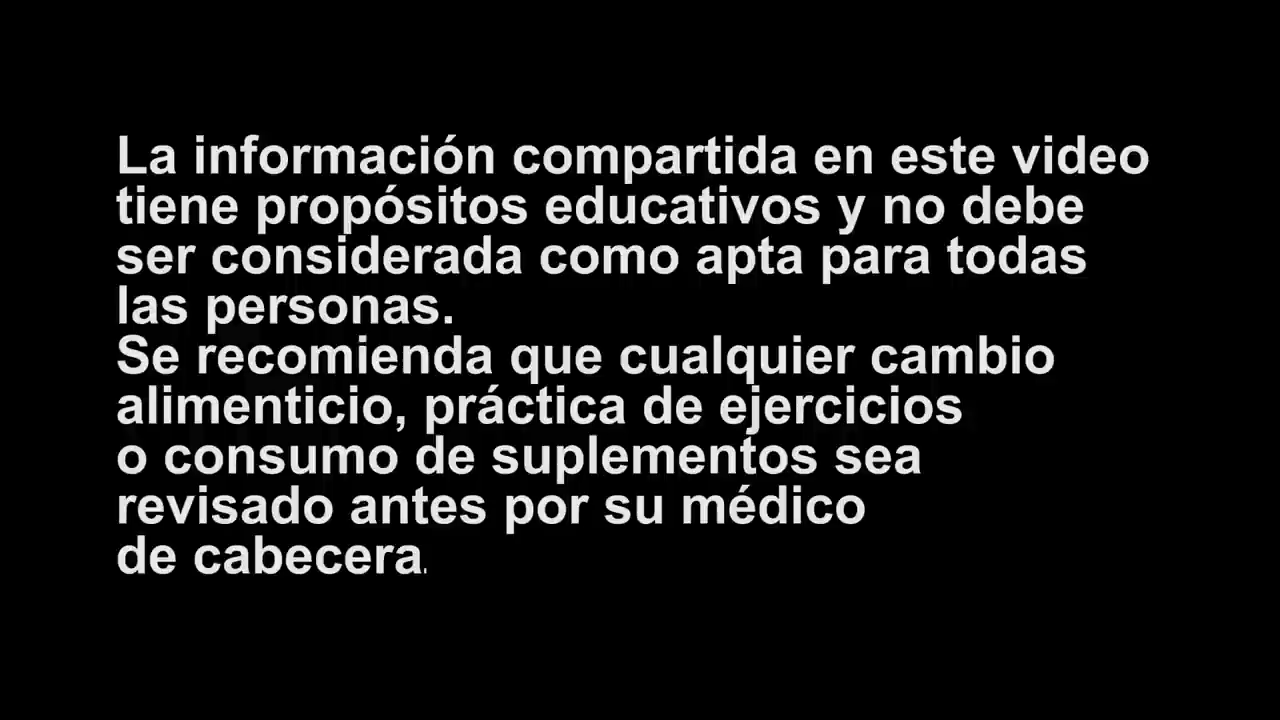 La información compartida en este video
tiene propósitos educativos y no debe
ser considerada como apta para todas
las personas.
Se recomienda que cualquier cambio
alimenticio, práctica de ejercicios
o consumo de suplementos sea
revisado antes por su médico
de cabecera.